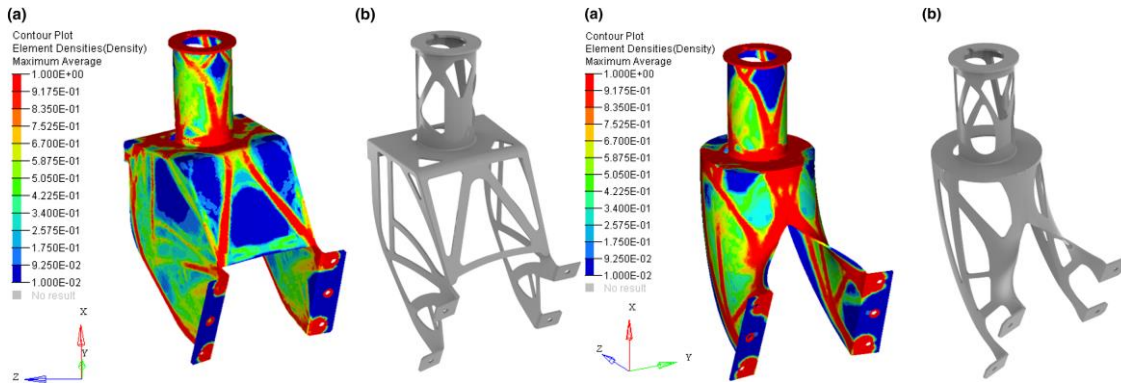 (a)
Contour Plot
Element Densities(Density)
Maximum Average
1.000E+00
9.175E-01
8.350E-01
7.525E-01
6.700E-01
5.875E-01
5.050E-01
4.225E-01
3.400E-01
2.575E-01
1.750E-01
9.250E-02
1.000E-02
No result
X
Y
Z
(b)
(a)
Contour Plot
Element Densities(Density)
Maximum Average
1.000E+00
9.175E-01
8.350E-01
7.525E-01
6.700E-01
5.875E-01
5.050E-01
4.225E-01
3.400E-01
2.575E-01
1.750E-01
9.250E-02
1.000E-02
No result
X
Z
Y
(b)